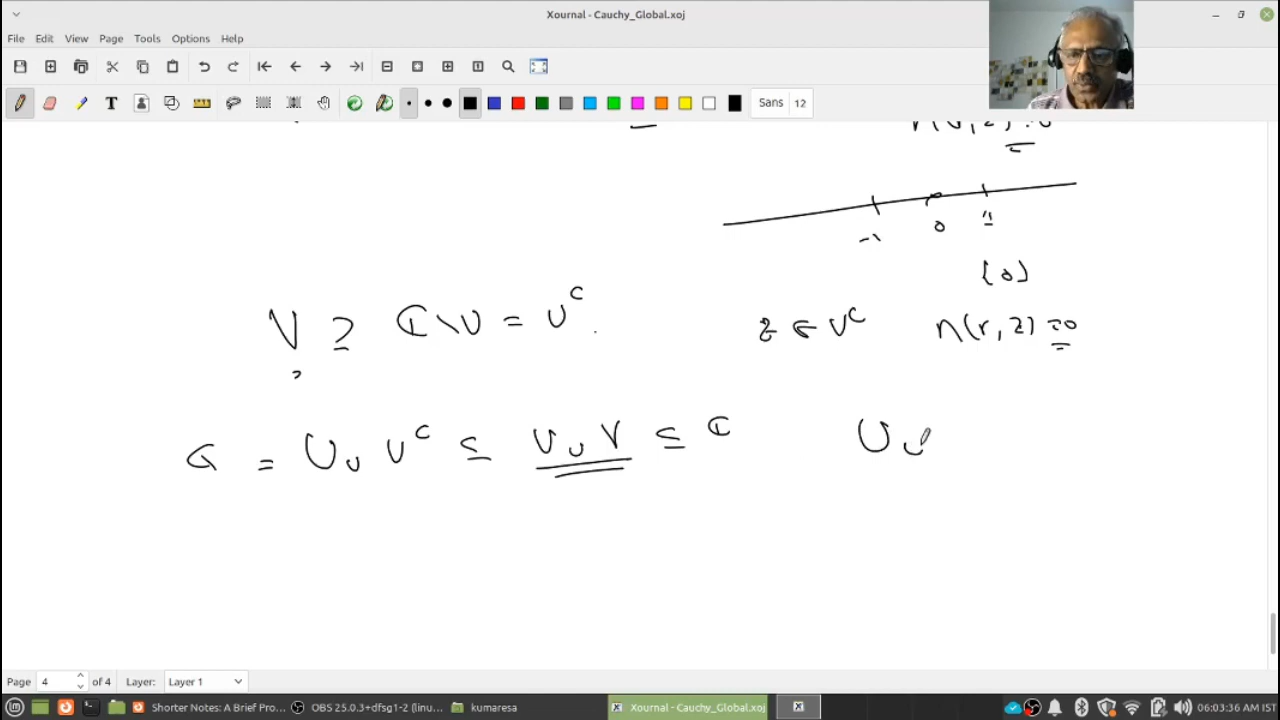 Xournal - Cauchy_Global.xoj
File Edit View Page Tools Options Help
T Sans 12
-1 0 1
{0}
V ⊇ ℂ \ U = U^c .
z ∈ U^c n(γ, z) = 0
ℂ = U ∪ U^c ⊆ U ∪ V ⊆ ℂ U ∪
Page 4 of 4 Layer: Layer 1
Shorter Notes: A Brief Pro... OBS 25.0.3+dfsg1-2 (linu... kumaresa Xournal - Cauchy_Global.xoj 06:03:36 AM IST